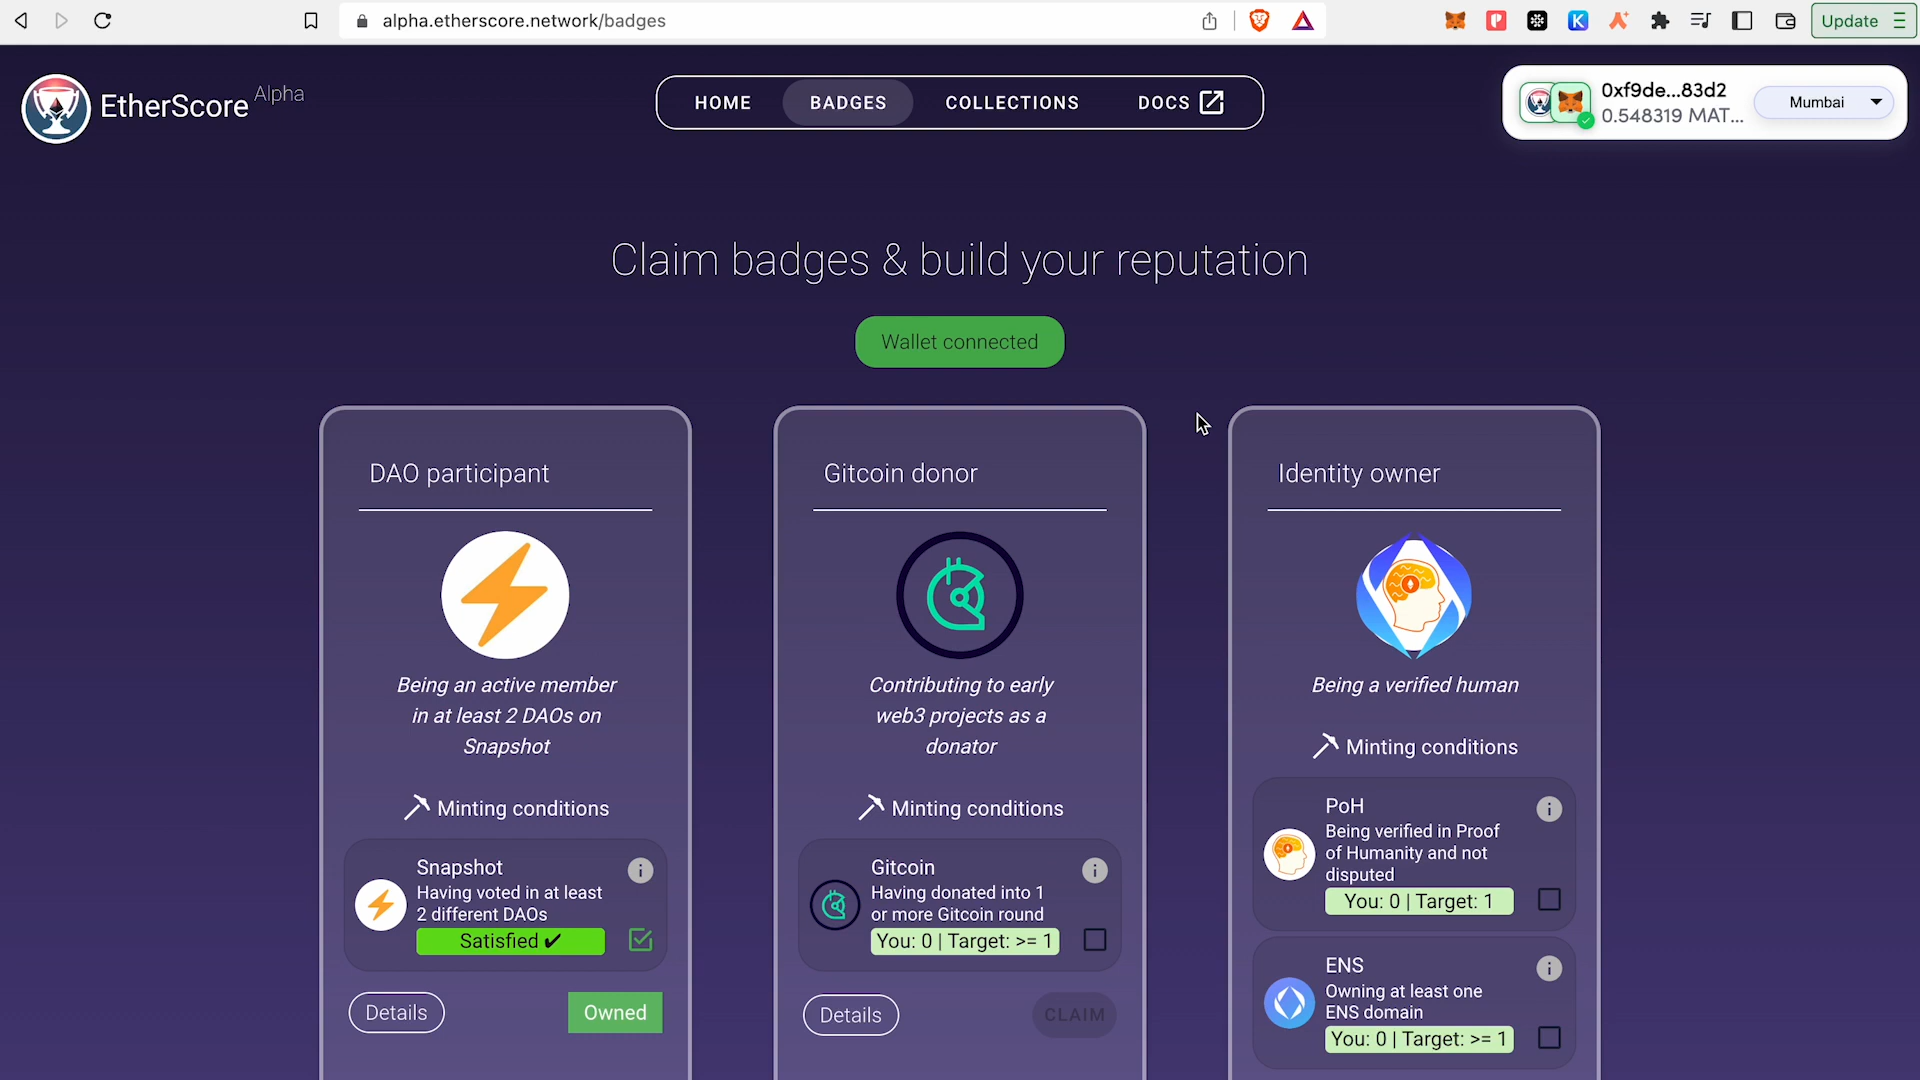 alpha.etherscore.network/badges
Update
EtherScore Alpha
HOME
BADGES
COLLECTIONS
DOCS
0xf9de...83d2
0.548319 MAT...
Mumbai
Claim badges & build your reputation
Wallet connected
DAO participant
Being an active member
in at least 2 DAOs on
Snapshot
Minting conditions
Snapshot
Having voted in at least
2 different DAOs
Satisfied ✔
Details
Owned
Gitcoin donor
Contributing to early
web3 projects as a
donator
Minting conditions
Gitcoin
Having donated into 1
or more Gitcoin round
You: 0 | Target: >= 1
Details
CLAIM
Identity owner
Being a verified human
Minting conditions
PoH
Being verified in Proof
of Humanity and not
disputed
You: 0 | Target: 1
ENS
Owning at least one
ENS domain
You: 0 | Target: >= 1